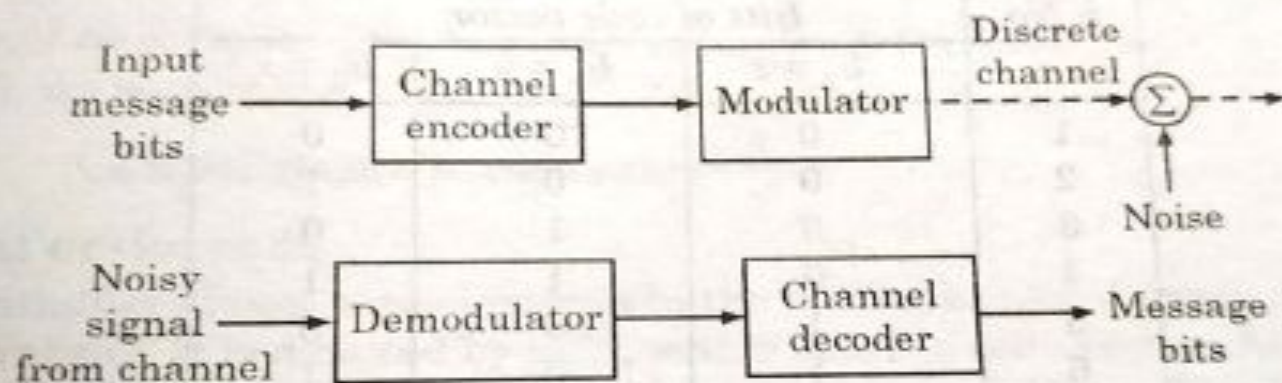 Input
message
bits
Channel
encoder
Modulator
Discrete
channel
Σ
Noise
Noisy
signal
from channel
Demodulator
Channel
decoder
Message
bits